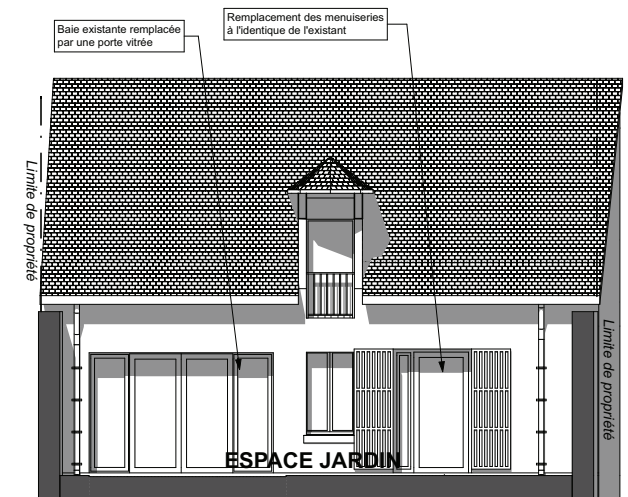 Remplacement des menuiseries
à l'identique de l'existant
Baie existante remplacée
par une porte vitrée
Limite de propriété
Limite de propriété
ESPACE JARDIN